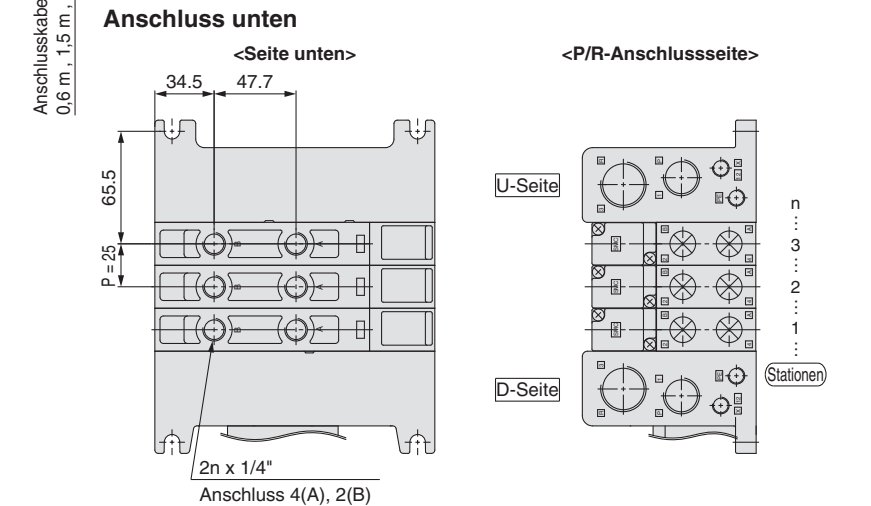 Anschlusskabe
0,6 m , 1,5 m ,
Anschluss unten
<Seite unten>
<P/R-Anschlussseite>
34.5
47.7
65.5
P = 25
B
A
B
A
B
A
U-Seite
D-Seite
n
3
2
1
Stationen
2n x 1/4"
Anschluss 4(A), 2(B)